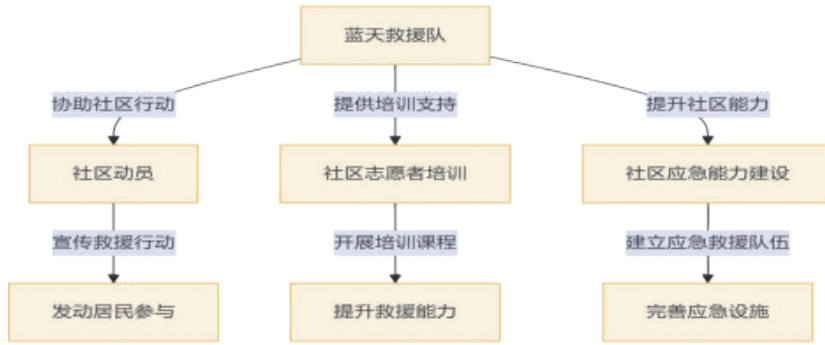 蓝天救援队
协助社区行动
提供培训支持
提升社区能力
社区动员
社区志愿者培训
社区应急能力建设
宣传救援行动
开展培训课程
建立应急救援队伍
发动居民参与
提升救援能力
完善应急设施